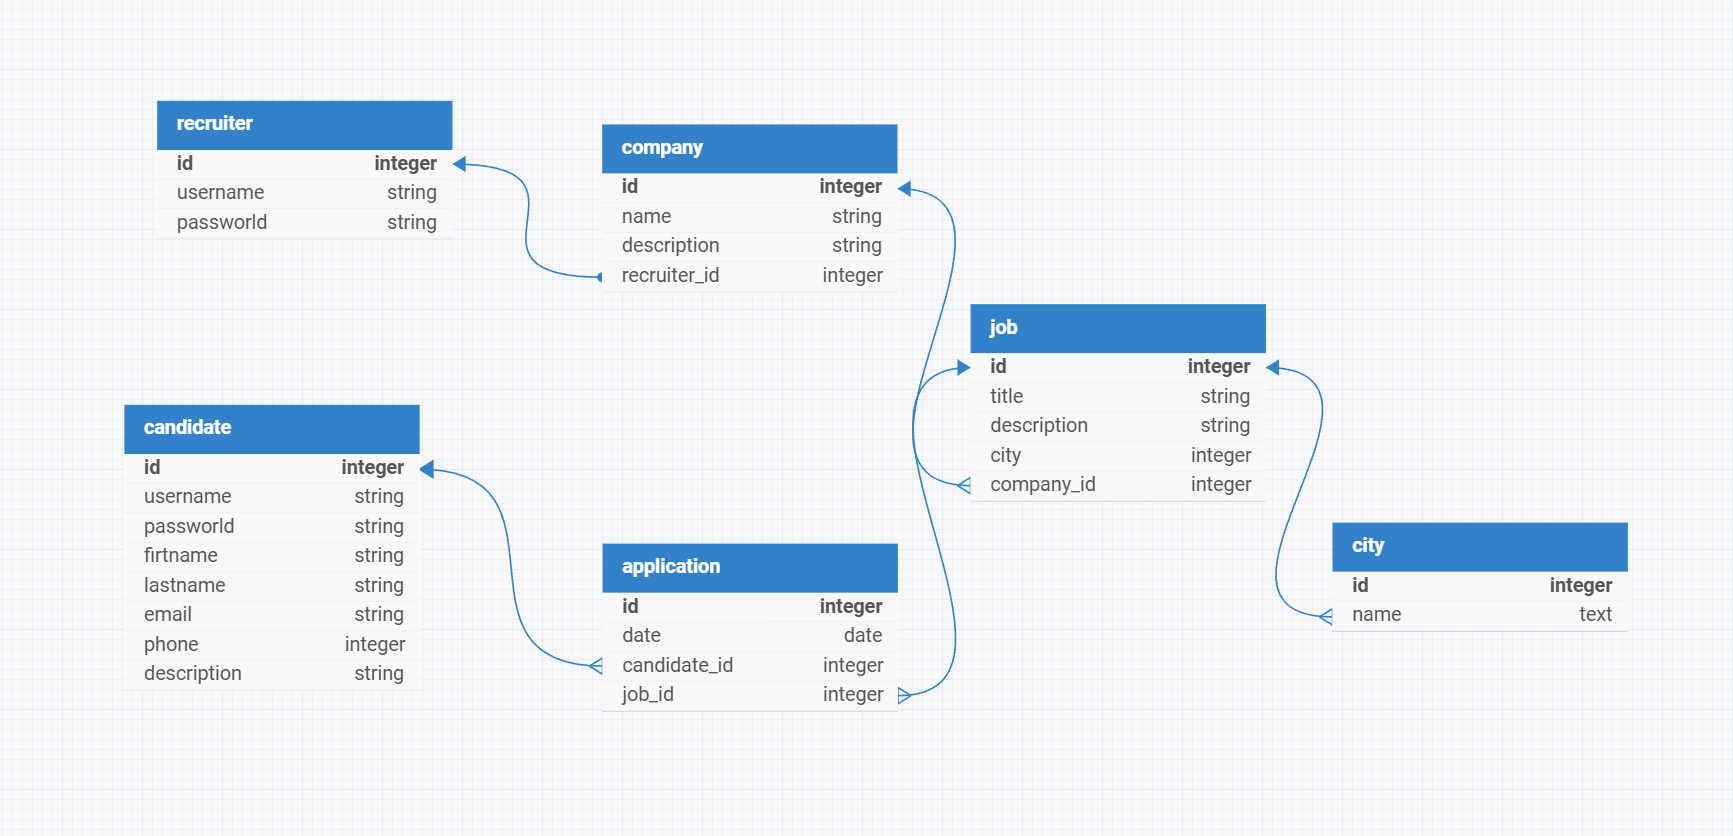 recruiter
id integer
username string
passworld string
company
id integer
name string
description string
recruiter_id integer
job
id integer
title string
description string
city integer
company_id integer
candidate
id integer
username string
passworld string
firtname string
lastname string
email string
phone integer
description string
application
id integer
date date
candidate_id integer
job_id integer
city
id integer
name text